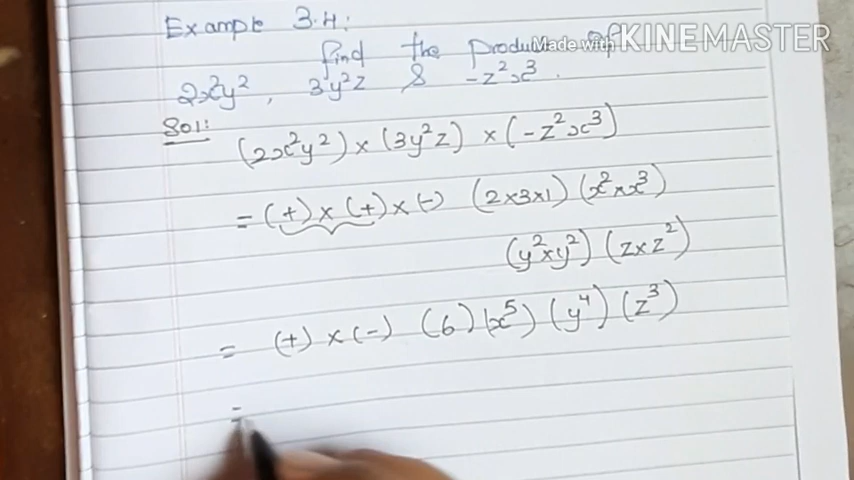 Example 3.4:
Made with KINEMASTER
find the product of
2x²y², 3y²z & -z²x³.
Sol:
(2x²y²) × (3y²z) × (-z²x³)
= (+) × (+) × (-) (2×3×1) (x²×x³)
(y²×y²) (z×z²)
= (+) × (-) (6) (x⁵) (y⁴) (z³)
=